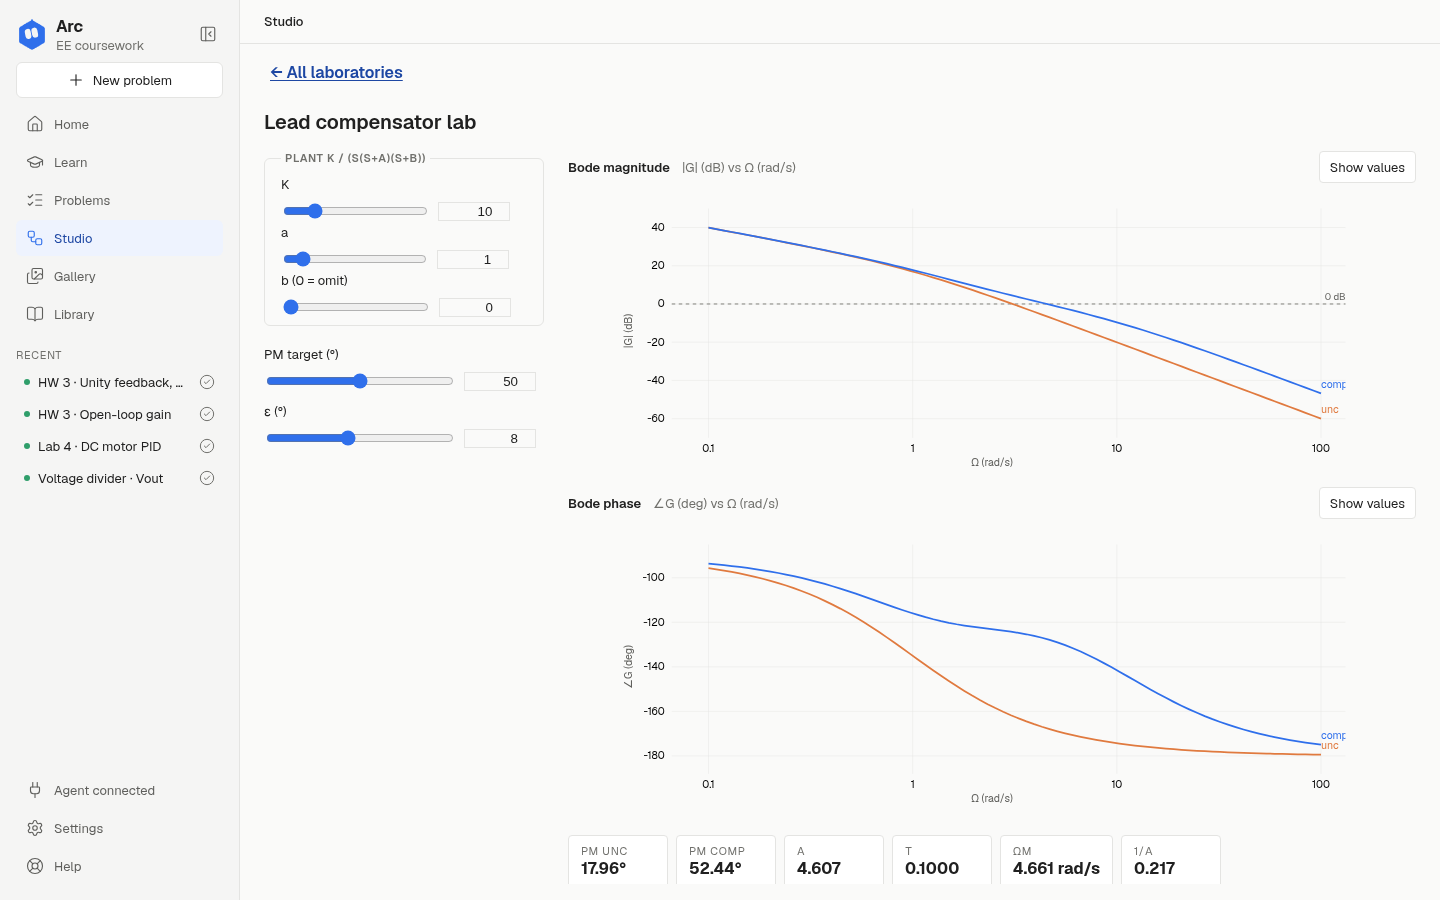 Arc
EE coursework
New problem
Home
Learn
Problems
Studio
Gallery
Library
RECENT
HW 3 · Unity feedback, ...
HW 3 · Open-loop gain
Lab 4 · DC motor PID
Voltage divider · Vout
Agent connected
Settings
Help
Studio
← All laboratories
Lead compensator lab
PLANT K / (S(S+A)(S+B))
K
10
a
1
b (0 = omit)
0
PM target (°)
50
ε (°)
8
Bode magnitude |G| (dB) vs Ω (rad/s)
Show values
40
20
0
-20
-40
-60
|G| (dB)
0 dB
comp
unc
0.1 1 10 100
Ω (rad/s)
Bode phase ∠G (deg) vs Ω (rad/s)
Show values
-100
-120
-140
-160
-180
∠G (deg)
comp
unc
0.1 1 10 100
Ω (rad/s)
PM UNC
17.96°
PM COMP
52.44°
A
4.607
T
0.1000
ΩM
4.661 rad/s
1/A
0.217